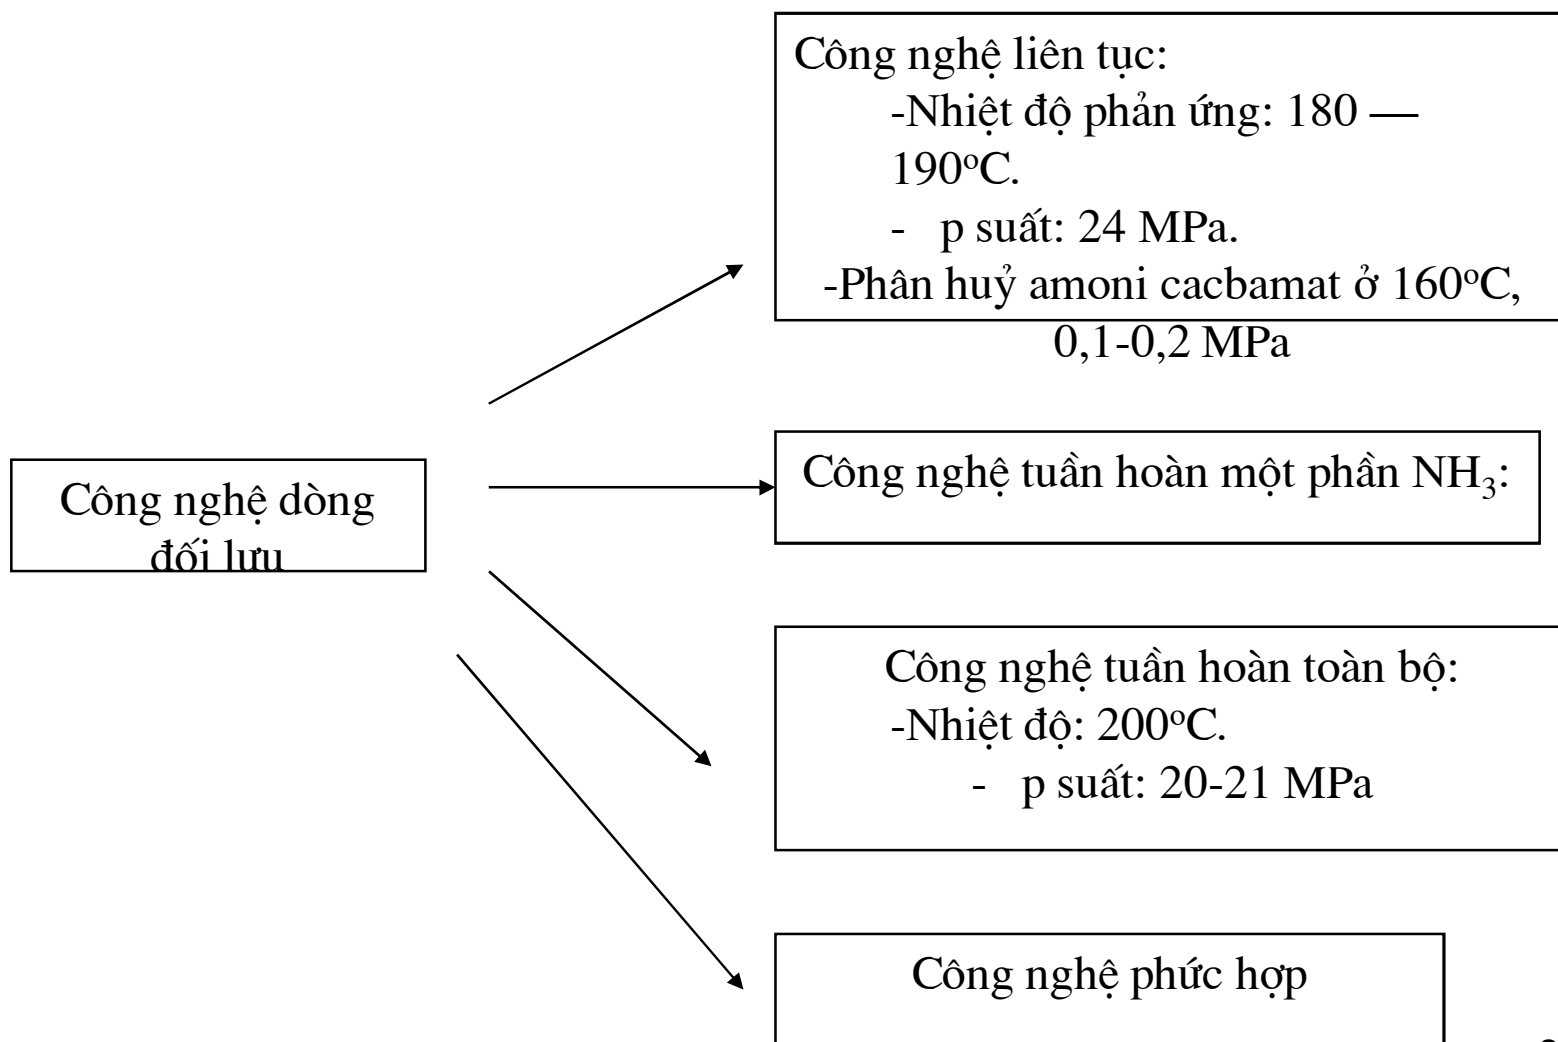 Công nghệ liên tục:
-Nhiệt độ phản ứng: 180 —
190ºC.
- p suất: 24 MPa.
-Phân huỷ amoni cacbamat ở 160ºC,
0,1-0,2 MPa
Công nghệ tuần hoàn một phần NH₃:
Công nghệ dòng
đối lưu
Công nghệ tuần hoàn toàn bộ:
-Nhiệt độ: 200ºC.
- p suất: 20-21 MPa
Công nghệ phức hợp